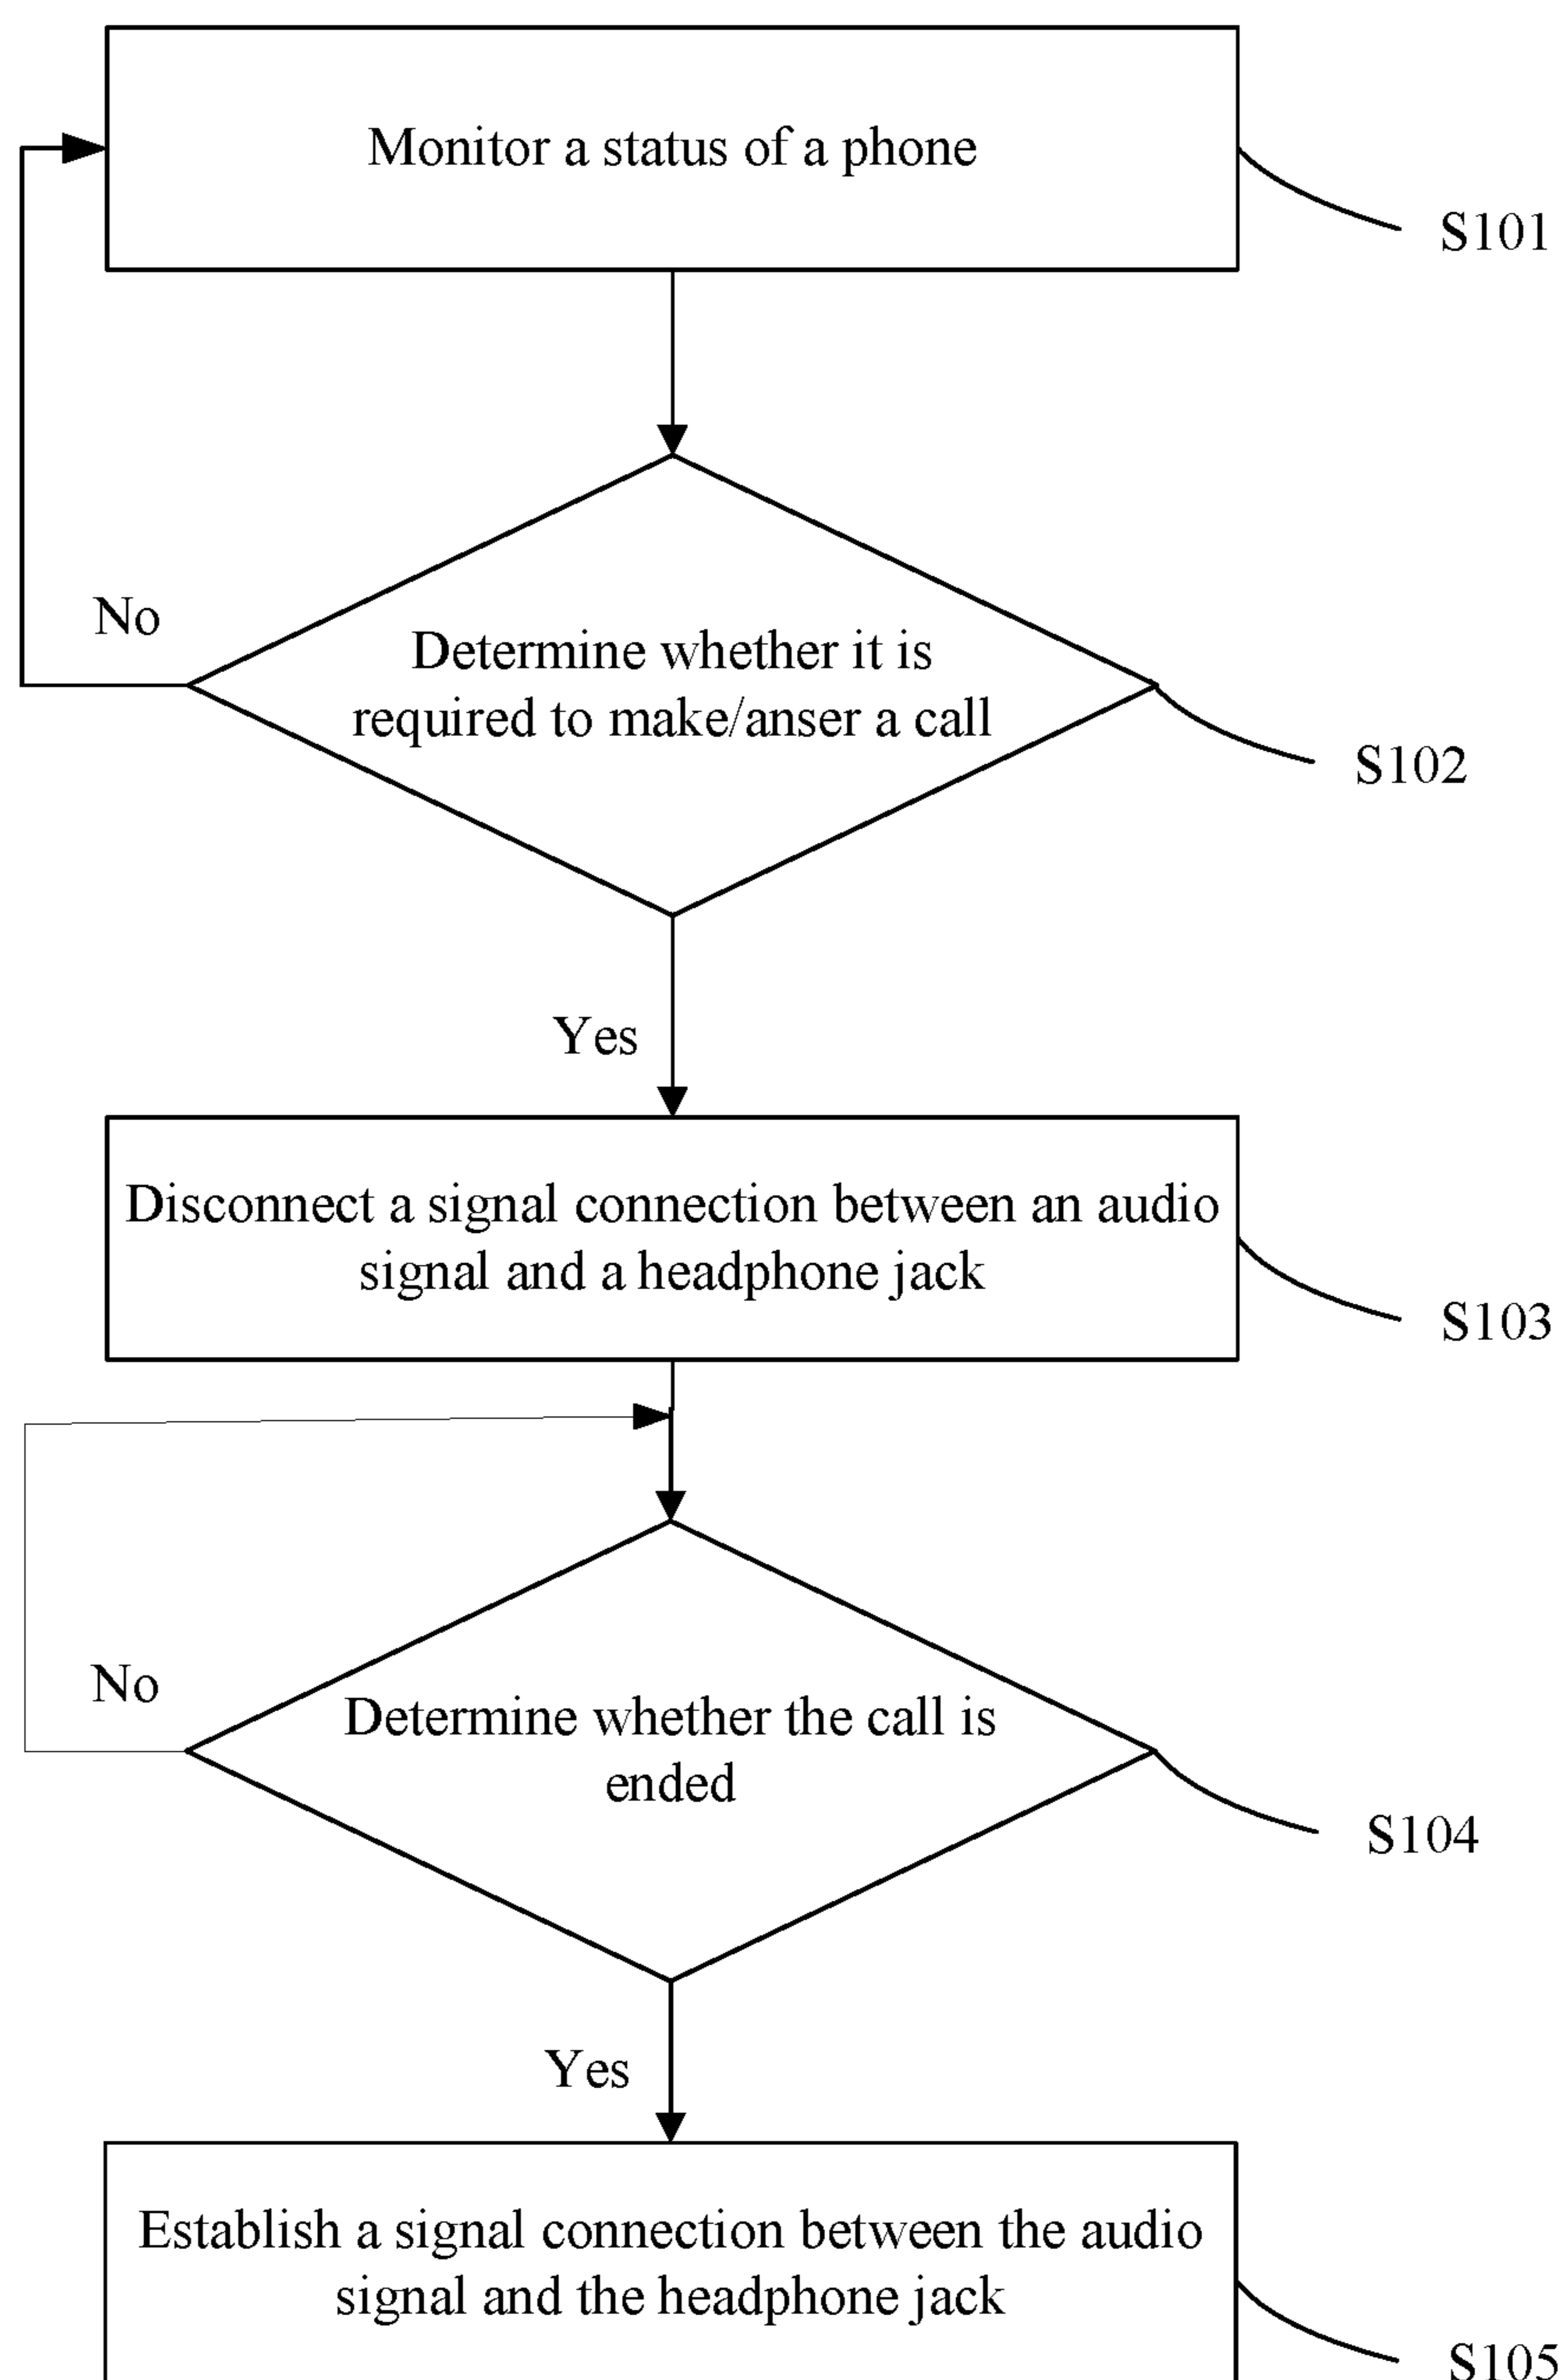 Monitor a status of a phone
S101
No
Determine whether it is
required to make/anser a call
S102
Yes
Disconnect a signal connection between an audio
signal and a headphone jack
S103
No
Determine whether the call is
ended
S104
Yes
Establish a signal connection between the audio
signal and the headphone jack
S105